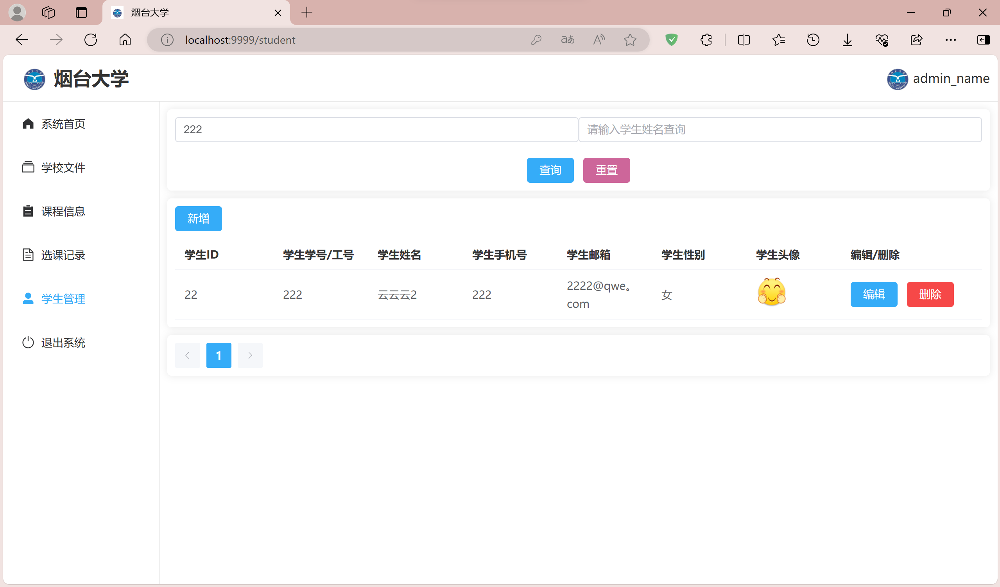 烟台大学
localhost:9999/student
烟台大学
admin_name
系统首页
学校文件
课程信息
选课记录
学生管理
退出系统
222
请输入学生姓名查询
查询 重置
新增
学生ID 学生学号/工号 学生姓名 学生手机号 学生邮箱 学生性别 学生头像 编辑/删除
22 222 云云云2 222 2222@qwe。 女 编辑 删除
com
1